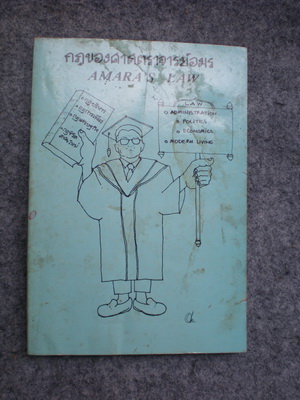 กฎของศาสตราจารย์อมร
AMARA'S LAW
LAW
ADMINISTRATION
POLITICS
ECONOMICS
MODERN LIVING